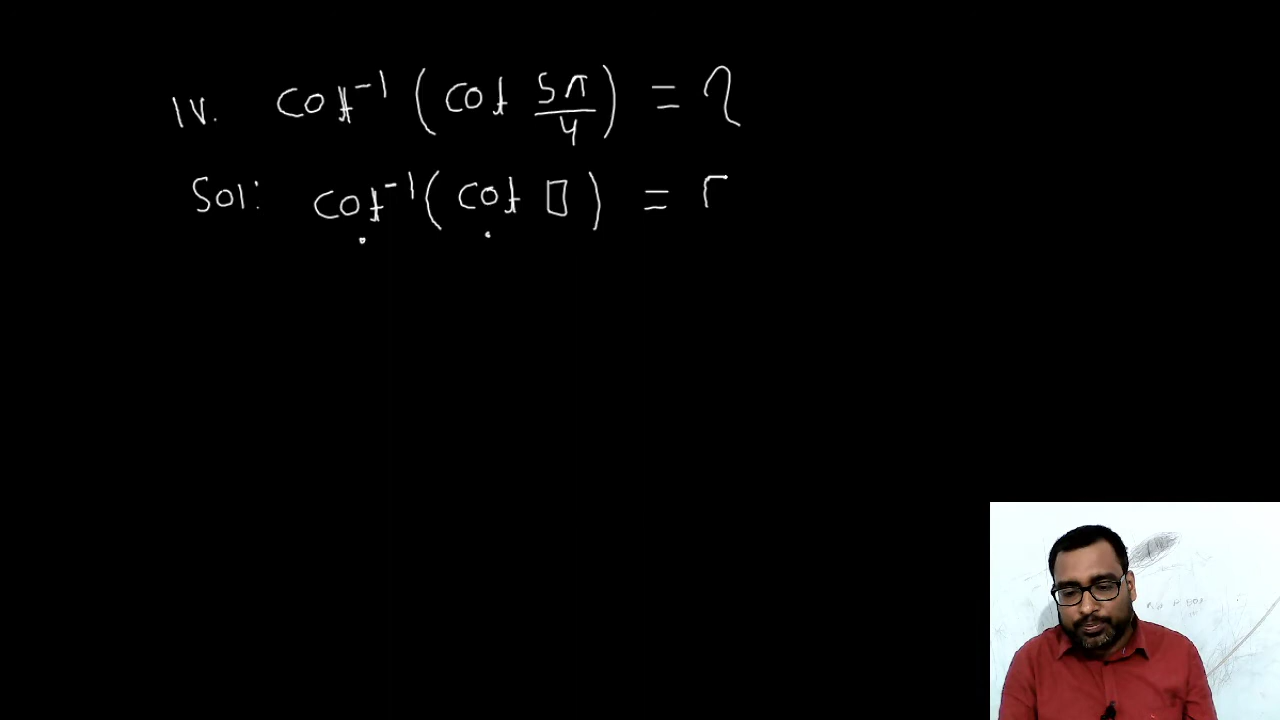 IV. cot⁻¹ (cot 5π/4) = ?
Sol: cot⁻¹ (cot □) =